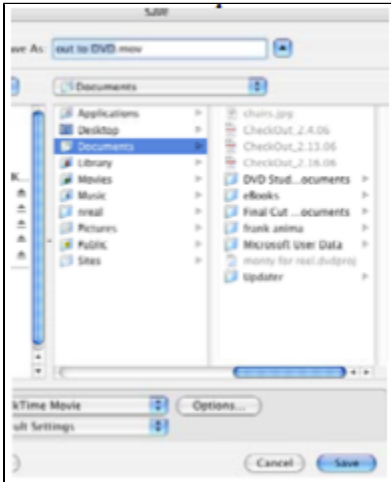 Save
ve As: out to DVD.mov
Documents
Applications
Desktop
Documents
Library
Movies
Music
nreal
Pictures
Public
Sites
chairs.jpg
CheckOut_2.4.06
CheckOut_2.13.06
CheckOut_2.16.06
DVD Stud...ocuments
eBooks
Final Cut ...ocuments
frank anima
Microsoft User Data
monty for reel.dvdproj
Updater
K...
kTime Movie
Options...
ult Settings
Cancel
Save